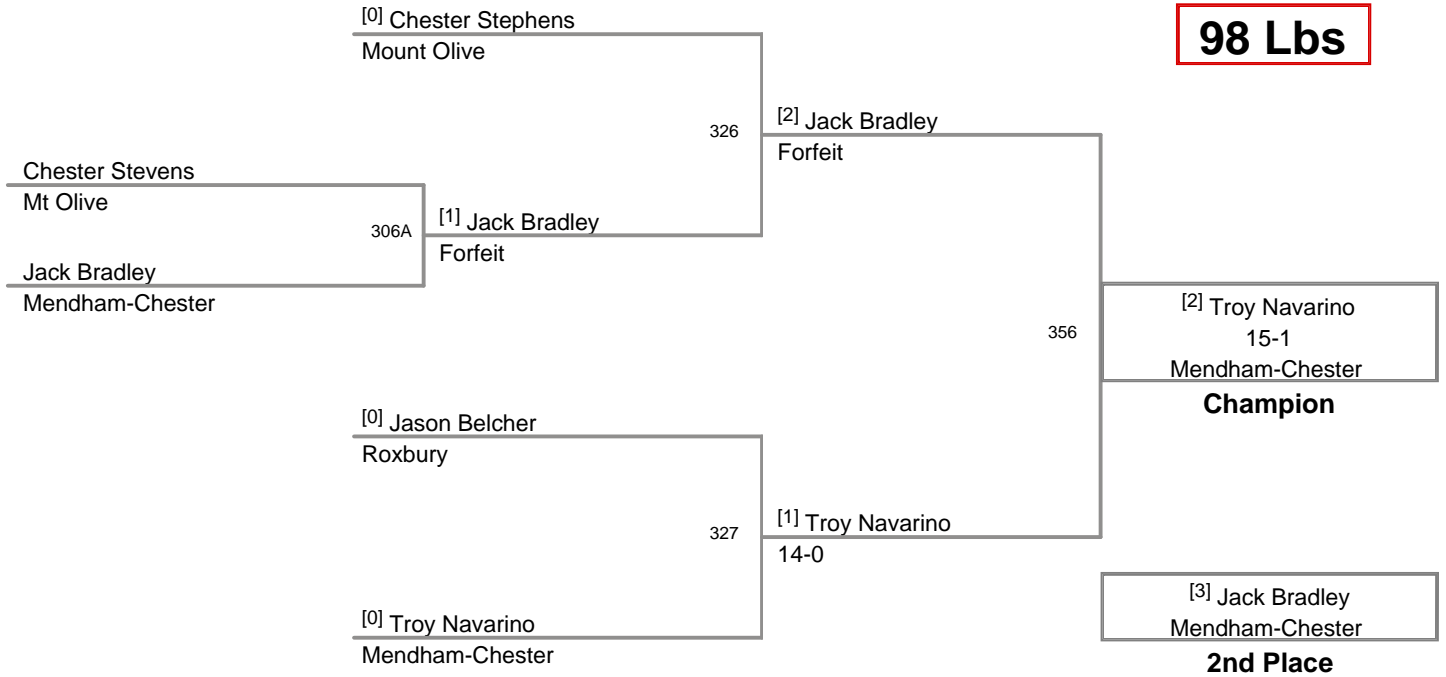 [0] Chester Stephens
Mount Olive
98 Lbs
326
[2] Jack Bradley
Forfeit
Chester Stevens
Mt Olive
306A
[1] Jack Bradley
Forfeit
Jack Bradley
Mendham-Chester
356
[2] Troy Navarino
15-1
Mendham-Chester
Champion
[0] Jason Belcher
Roxbury
327
[1] Troy Navarino
14-0
[0] Troy Navarino
Mendham-Chester
[3] Jack Bradley
Mendham-Chester
2nd Place